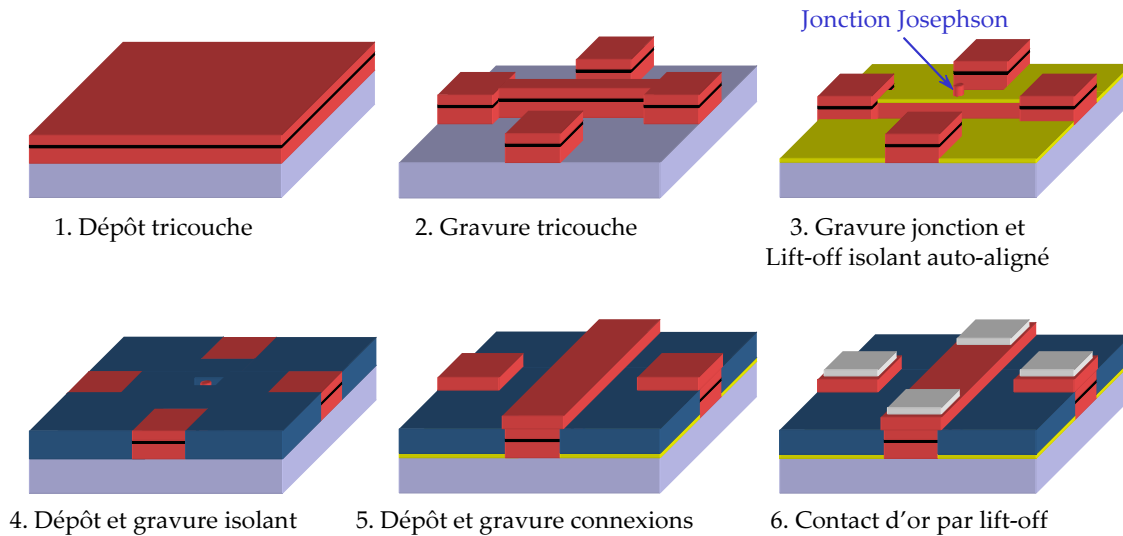 Jonction Josephson
1. Dépôt tricouche
2. Gravure tricouche
3. Gravure jonction et
Lift-off isolant auto-aligné
4. Dépôt et gravure isolant
5. Dépôt et gravure connexions
6. Contact d'or par lift-off